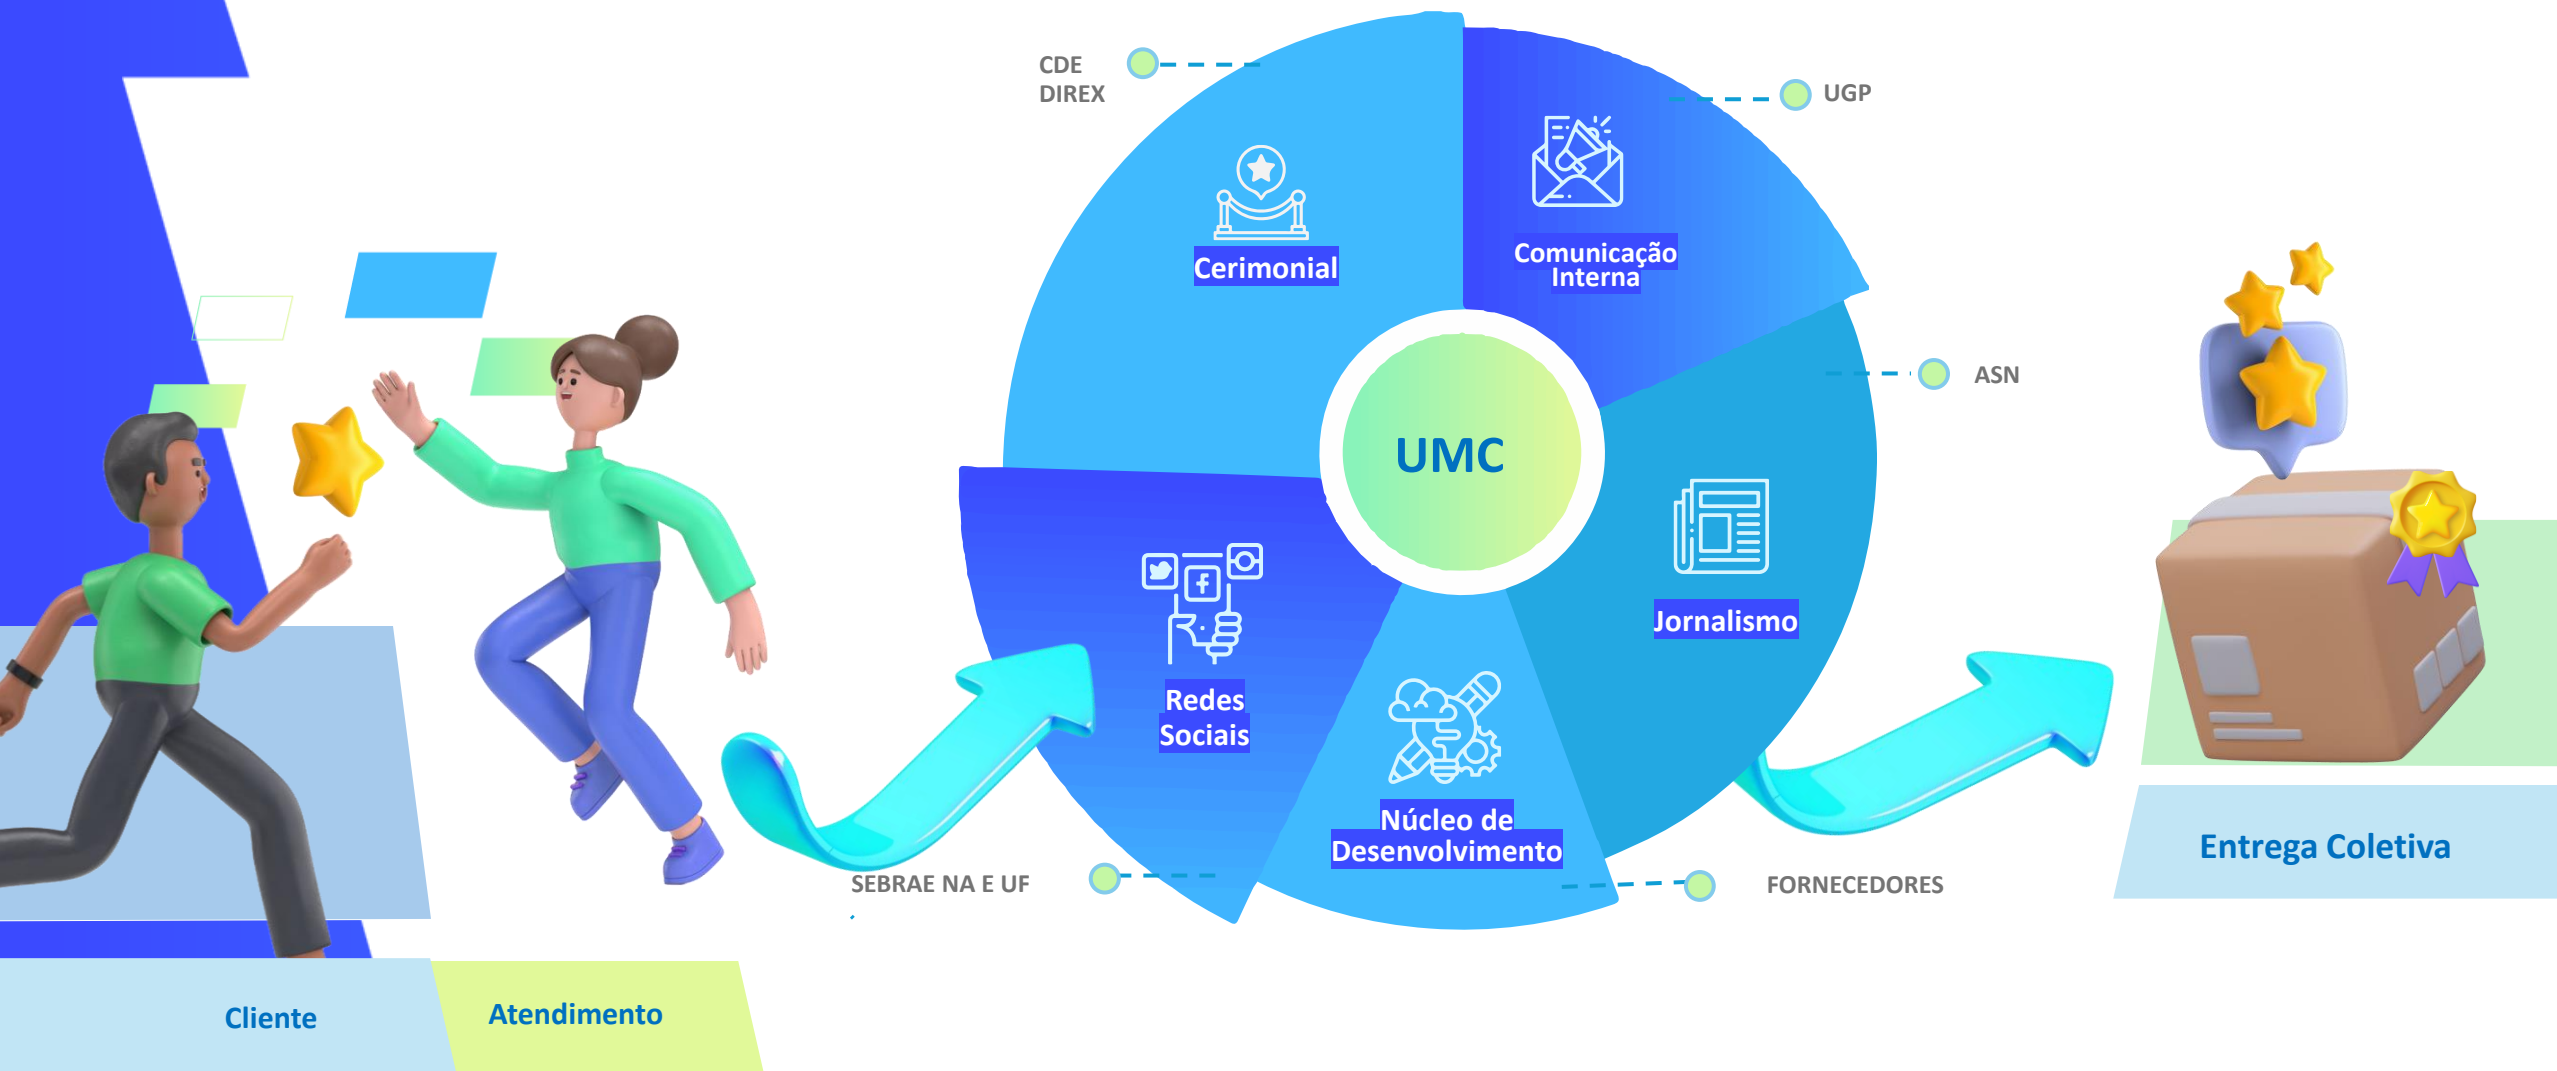 CDE
DIREX
UGP
Cerimonial
Comunicação
Interna
ASN
UMC
Jornalismo
Redes
Sociais
Núcleo de
Desenvolvimento
SEBRAE NA E UF
.
FORNECEDORES
Entrega Coletiva
Cliente
Atendimento